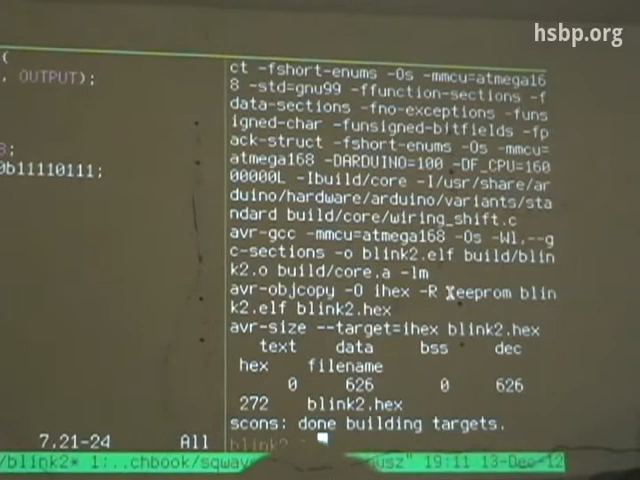 hsbp.org
(
, OUTPUT);
8;
0b11110111;
7,21-24 All
ct -fshort-enums -Os -mmcu=atmega16
8 -std=gnu99 -ffunction-sections -f
data-sections -fno-exceptions -funs
igned-char -funsigned-bitfields -fp
ack-struct -fshort-enums -Os -mmcu=
atmega168 -DARDUINO=100 -DF_CPU=160
00000L -Ibuild/core -I/usr/share/ar
duino/hardware/arduino/variants/sta
ndard build/core/wiring_shift.c
avr-gcc -mmcu=atmega168 -Os -Wl,--g
c-sections -o blink2.elf build/blin
k2.o build/core.a -lm
avr-objcopy -O ihex -R .eeprom blin
k2.elf blink2.hex
avr-size --target=ihex blink2.hex
text data bss dec
hex filename
0 626 0 626
272 blink2.hex
scons: done building targets.
/blink2* 1:..chbook/sqwav 19:11 13-Dec-12